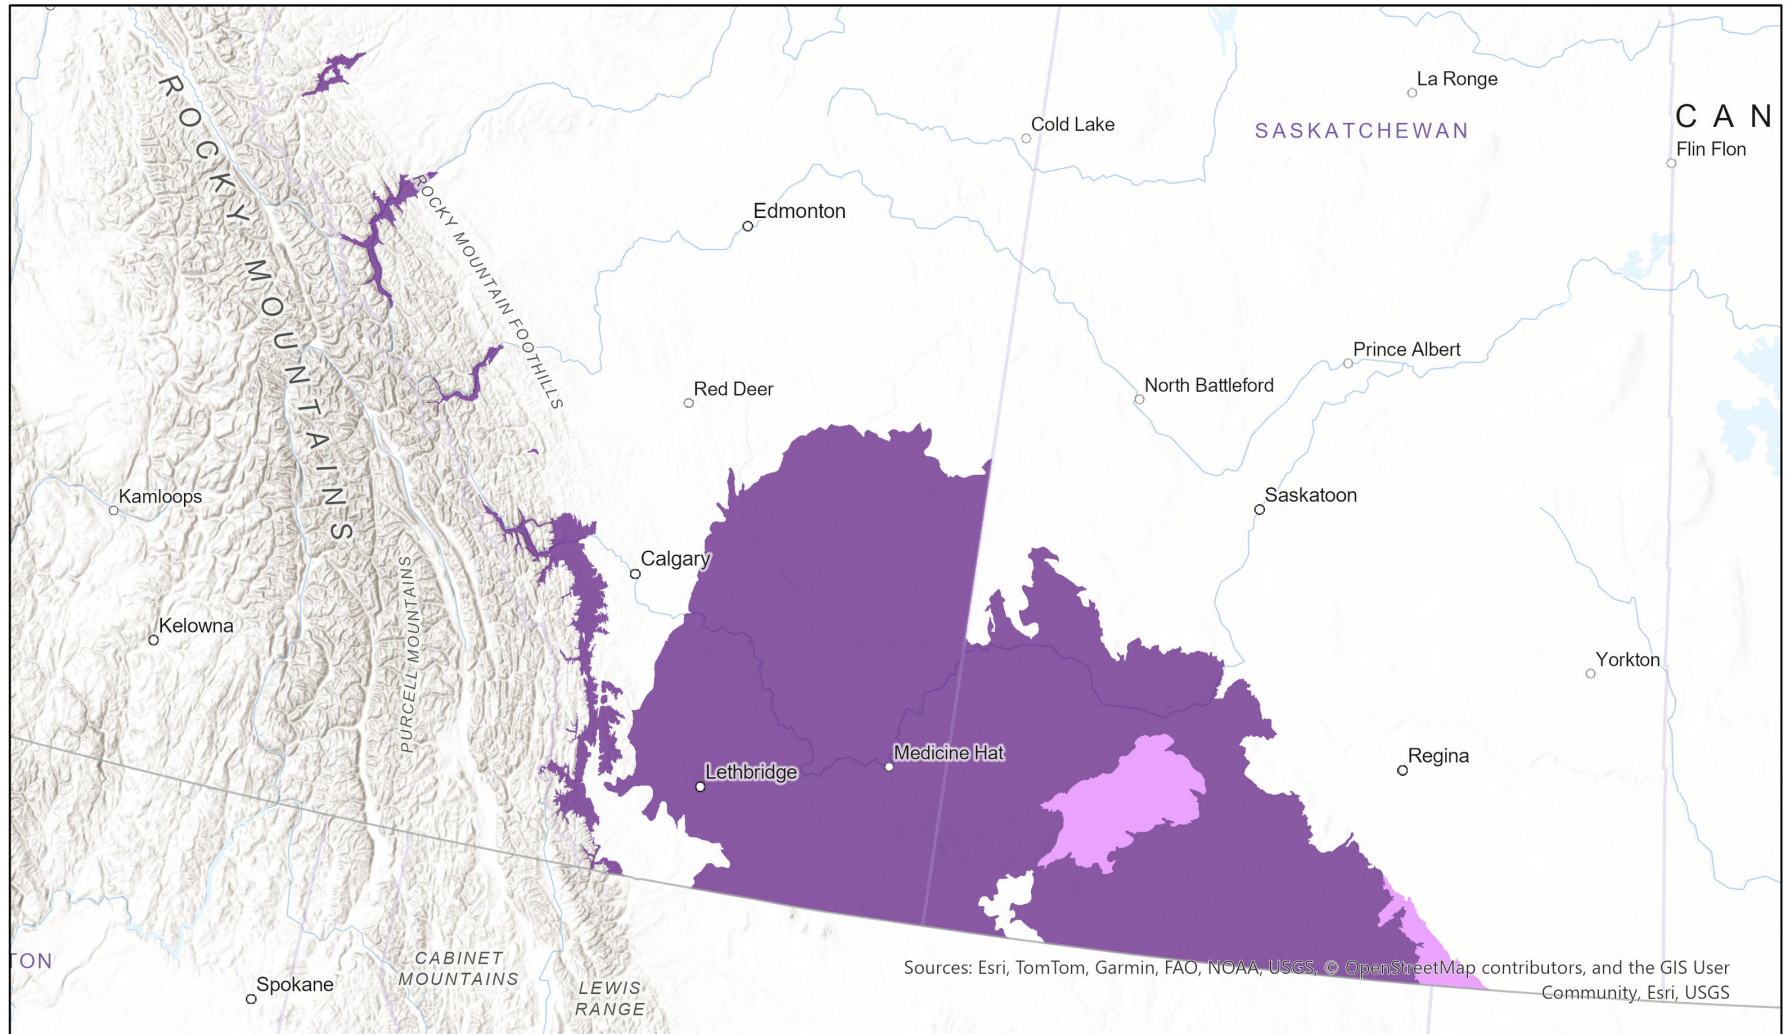 La Ronge
Cold Lake
SASKATCHEWAN
CAN
Flin Flon
ROCKY MOUNTAINS
ROCKY MOUNTAIN FOOTHILLS
Edmonton
Prince Albert
Red Deer
North Battleford
Kamloops
Saskatoon
Calgary
PURCELL MOUNTAINS
Kelowna
Yorkton
Medicine Hat
Regina
Lethbridge
TON
CABINET
MOUNTAINS
Spokane
LEWIS
RANGE
Sources: Esri, TomTom, Garmin, FAO, NOAA, USGS, © OpenStreetMap contributors, and the GIS User
Community, Esri, USGS